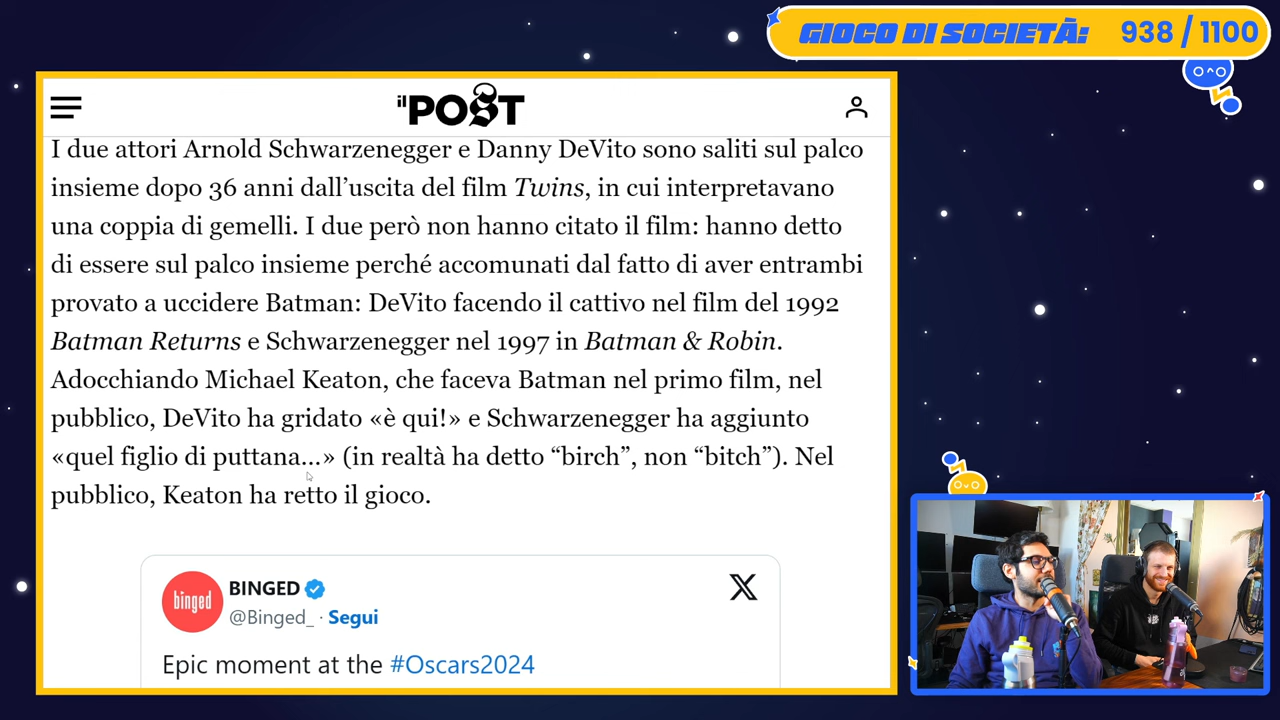 GIOCO DI SOCIETÀ: 938 / 1100
il POST
I due attori Arnold Schwarzenegger e Danny DeVito sono saliti sul palco
insieme dopo 36 anni dall’uscita del film Twins, in cui interpretavano
una coppia di gemelli. I due però non hanno citato il film: hanno detto
di essere sul palco insieme perché accomunati dal fatto di aver entrambi
provato a uccidere Batman: DeVito facendo il cattivo nel film del 1992
Batman Returns e Schwarzenegger nel 1997 in Batman & Robin.
Adocchiando Michael Keaton, che faceva Batman nel primo film, nel
pubblico, DeVito ha gridato «è qui!» e Schwarzenegger ha aggiunto
«quel figlio di puttana...» (in realtà ha detto “birch”, non “bitch”). Nel
pubblico, Keaton ha retto il gioco.
binged
BINGED
@Binged_ · Segui
Epic moment at the #Oscars2024